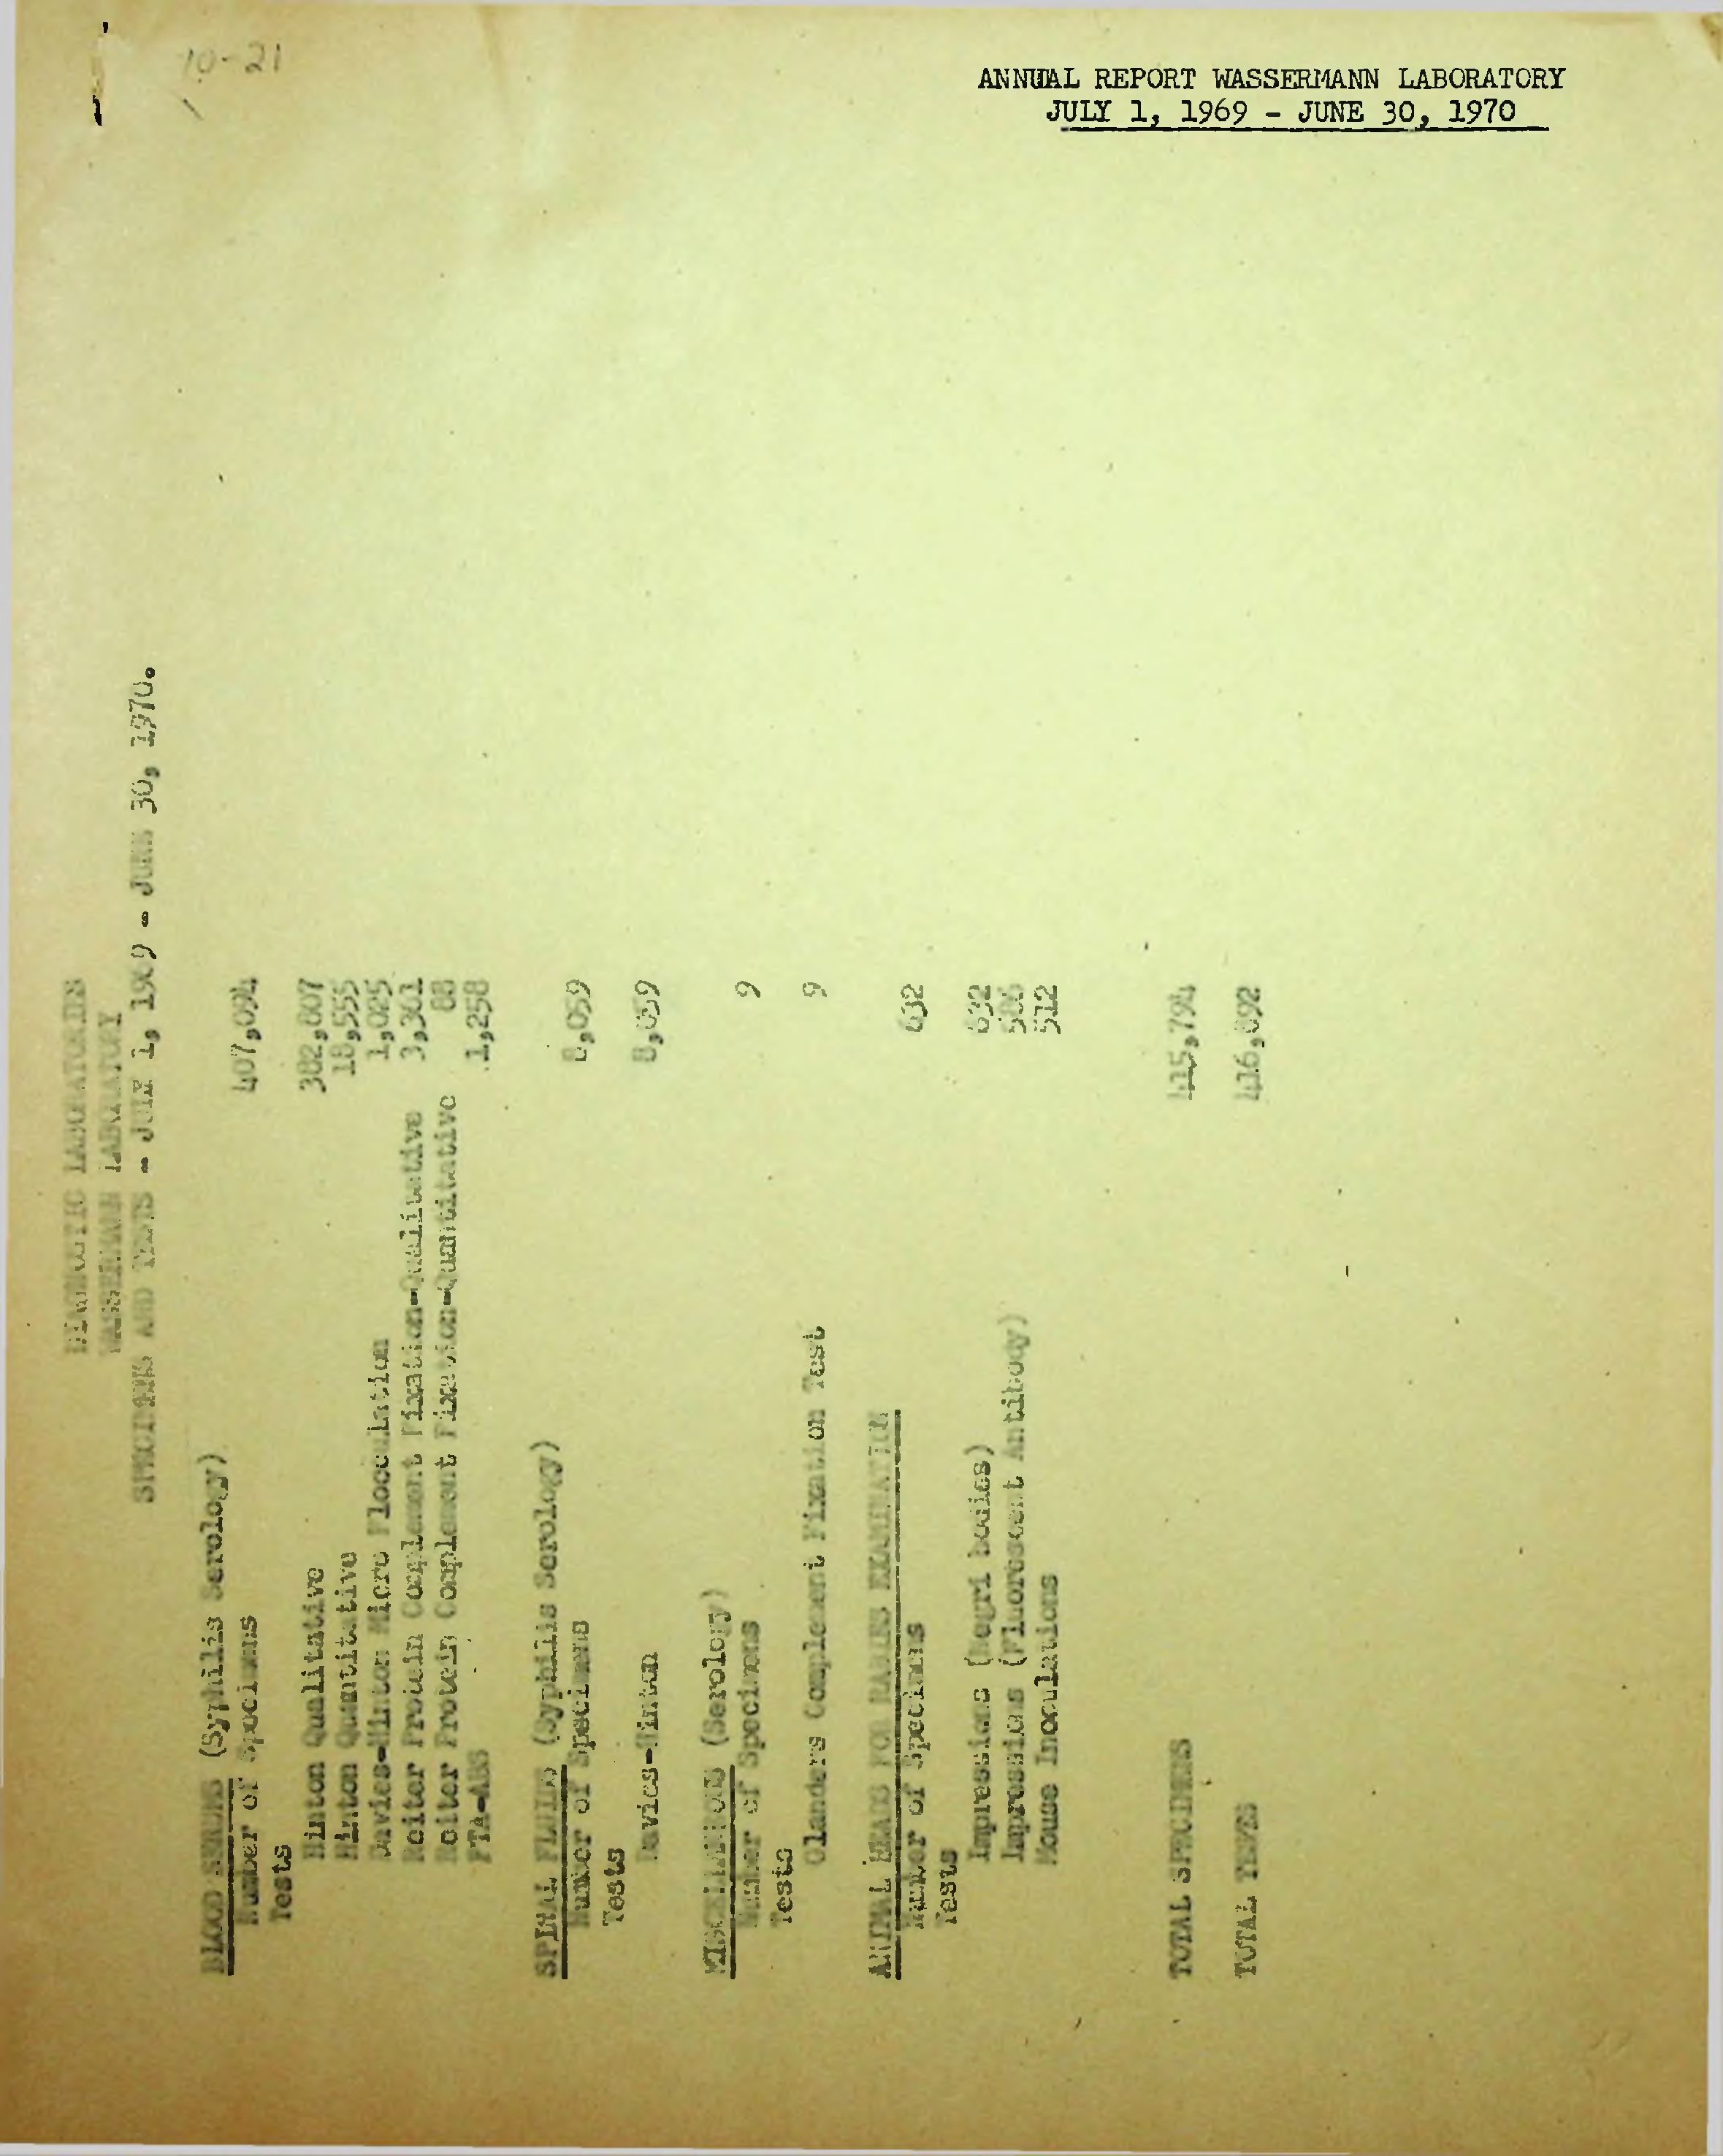 10-21
ANNUAL REPORT WASSERMANN LABORATORY
JULY 1, 1969 - JUNE 30, 1970
DIAGNOSTIC LABORATORIES
WASSERMANN LABORATORY
SPECIMENS AND TESTS - JULY 1, 1969 - JUNE 30, 1970.
BLOOD SERUMS (Syphilis Serology)
Number of Specimens 407,094
Tests
Hinton Qualitative 382,807
Hinton Quantitative 18,555
Davies-Hinton Micro Flocculation 1,025
Reiter Protein Complement Fixation-Qualitative 3,361
Reiter Protein Complement Fixation-Quantitative 88
FTA-ABS 1,258
SPINAL FLUIDS (Syphilis Serology)
Number of Specimens 8,059
Tests
Davies-Hinton 8,059
MISCELLANEOUS (Serology)
Number of Specimens 9
Tests
Glanders Complement Fixation Test 9
ANIMAL HEADS FOR RABIES EXAMINATION
Number of Specimens 632
Tests
Impressions (Negri bodies) 632
Impressions (Fluorescent Antibody) 586
Mouse Inoculations 512
TOTAL SPECIMENS 415,794
TOTAL TESTS 416,892